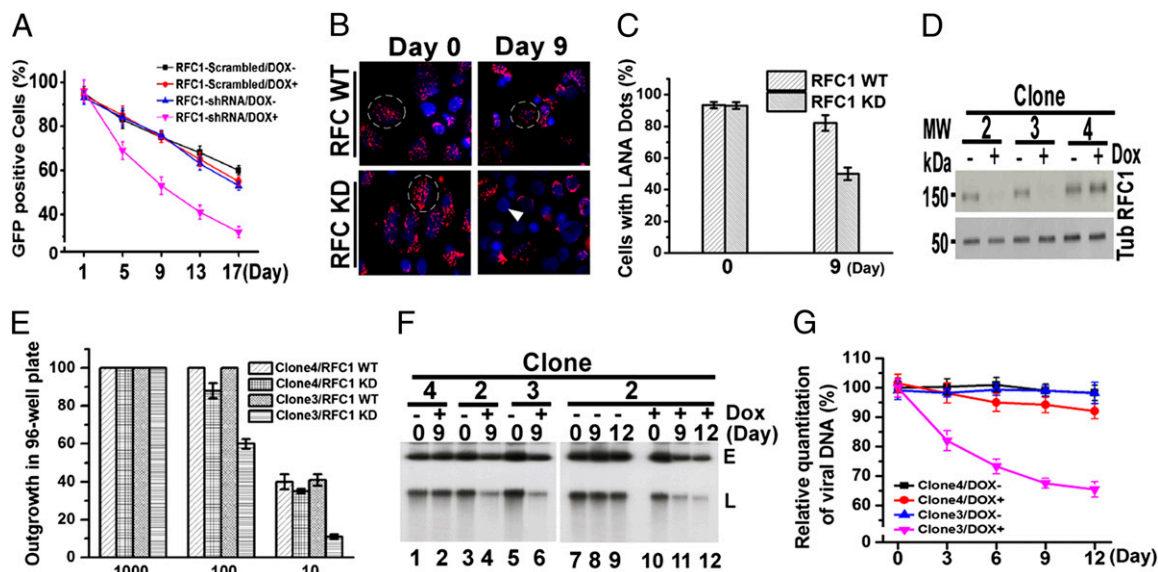 A
GFP positive Cells (%)
100
80
60
40
60
RFC1-Scrambled/DOX-
RFC1-Scrambled/DOX+
RFC1-shRNA/DOX-
RFC1-shRNA/DOX+
1 5 9 13 17(Day)
B
Day 0 Day 9
RFC WT
RFC KD
C
Cells with LANA Dots (%)
100
80
60
40
20
0
RFC1 WT
RFC1 KD
0 9 (Day)
D
Clone
MW 2 3 4
kDa - + - + - + Dox
150
RFC1
50
Tub
E
Outgrowth in 96-well plate
100
80
60
40
20
0
Clone4/RFC1 WT
Clone4/RFC1 KD
Clone3/RFC1 WT
Clone3/RFC1 KD
1000 100 10
F
Clone
4 2 3 2
- + - + - + - - - + + + Dox
0 9 0 9 0 9 0 9 12 0 9 12 (Day)
E
L
1 2 3 4 5 6 7 8 9 10 11 12
G
Relative quantitation
of viral DNA (%)
110
100
90
80
70
60
50
Clone4/DOX-
Clone4/DOX+
Clone3/DOX-
Clone3/DOX+
0 3 6 9 12 (Day)